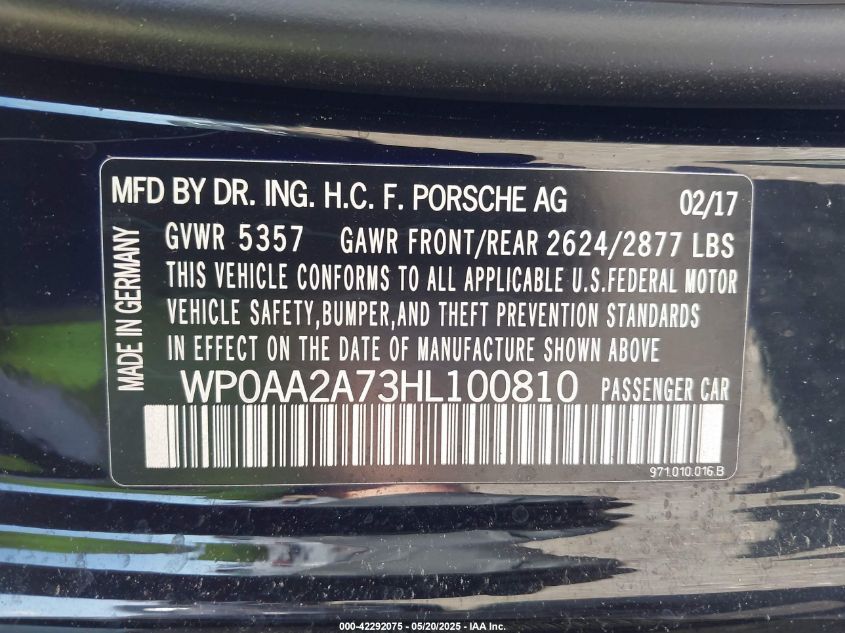 MFD BY DR. ING. H.C. F. PORSCHE AG 02/17
GVWR 5357 GAWR FRONT/REAR 2624/2877 LBS
THIS VEHICLE CONFORMS TO ALL APPLICABLE U.S.FEDERAL MOTOR
VEHICLE SAFETY,BUMPER,AND THEFT PREVENTION STANDARDS
IN EFFECT ON THE DATE OF MANUFACTURE SHOWN ABOVE
WP0AA2A73HL100810 PASSENGER CAR
MADE IN GERMANY
971.010.016.B
000-42292075 - 05/20/2025 - IAA Inc.